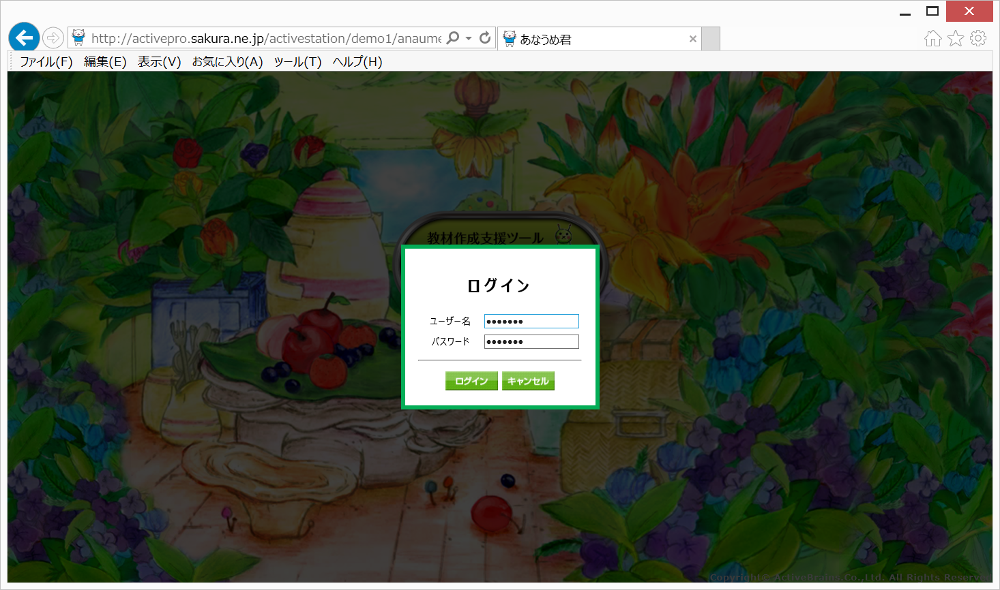 http://activepro.sakura.ne.jp/activestation/demo1/anaume
あなうめ君
ファイル(F) 編集(E) 表示(V) お気に入り(A) ツール(T) ヘルプ(H)
教材作成支援ツール
ログイン
ユーザー名
パスワード
ログイン キャンセル
Copyright© ActiveBrains.Co.,Ltd. All Rights Reserved